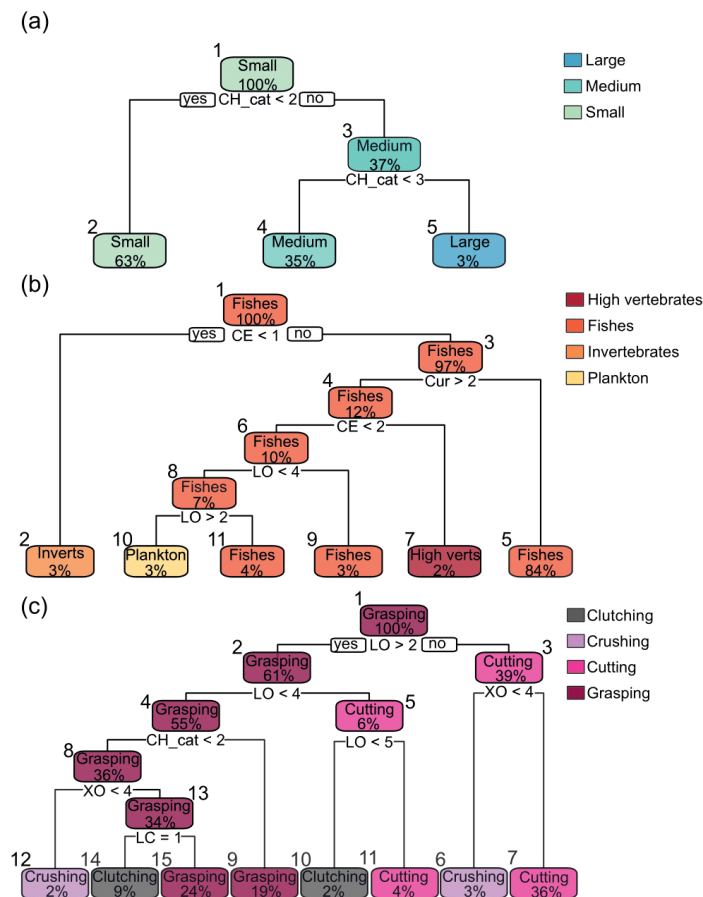 (a)
1
Small
100%
yes CH_cat < 2 no
Large
Medium
Small
3
Medium
37%
CH_cat < 3
2
Small
63%
4
Medium
35%
5
Large
3%
(b)
1
Fishes
100%
yes CE < 1 no
High vertebrates
Fishes
Invertebrates
Plankton
3
Fishes
97%
Cur > 2
4
Fishes
12%
CE < 2
6
Fishes
10%
LO < 4
8
Fishes
7%
LO > 2
2
Inverts
3%
10
Plankton
3%
11
Fishes
4%
9
Fishes
3%
7
High verts
2%
5
Fishes
84%
(c)
1
Grasping
100%
yes LO > 2 no
Clutching
Crushing
Cutting
Grasping
2
Grasping
61%
LO < 4
3
Cutting
39%
XO < 4
4
Grasping
55%
CH_cat < 2
5
Cutting
6%
LO < 5
8
Grasping
36%
XO < 4
13
Grasping
34%
LC = 1
12
Crushing
2%
14
Clutching
9%
15
Grasping
24%
9
Grasping
19%
10
Clutching
2%
11
Cutting
4%
6
Crushing
3%
7
Cutting
36%